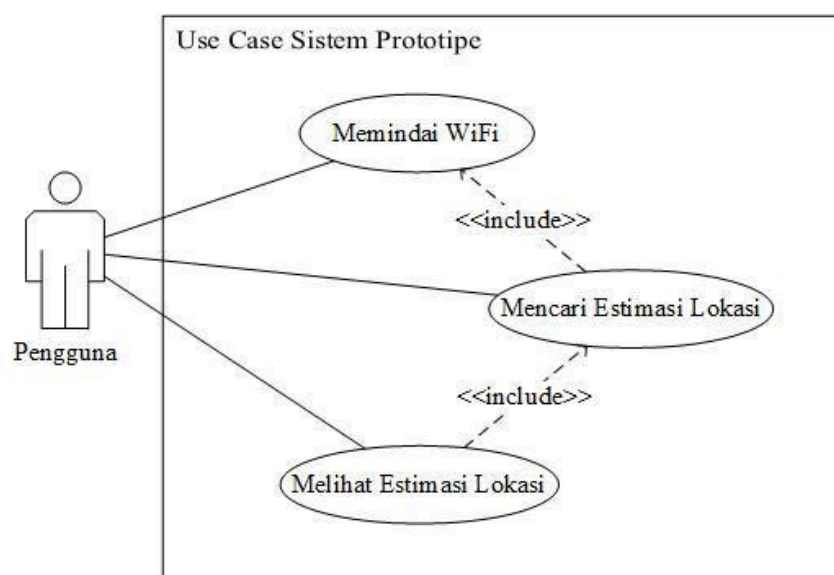 Use Case Sistem Prototipe
Memindai WiFi
<<include>>
Mencari Estimasi Lokasi
Pengguna
<<include>>
Melihat Estimasi Lokasi